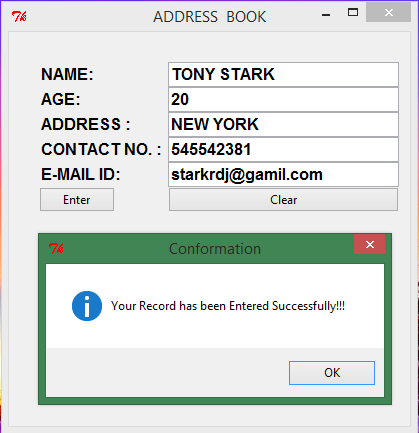 ADDRESS BOOK
NAME: TONY STARK
AGE: 20
ADDRESS : NEW YORK
CONTACT NO. : 545542381
E-MAIL ID: starkrdj@gamil.com
Enter Clear
Conformation
Your Record has been Entered Successfully!!!
OK